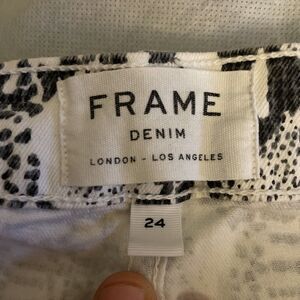 FRAME
DENIM
LONDON - LOS ANGELES
24